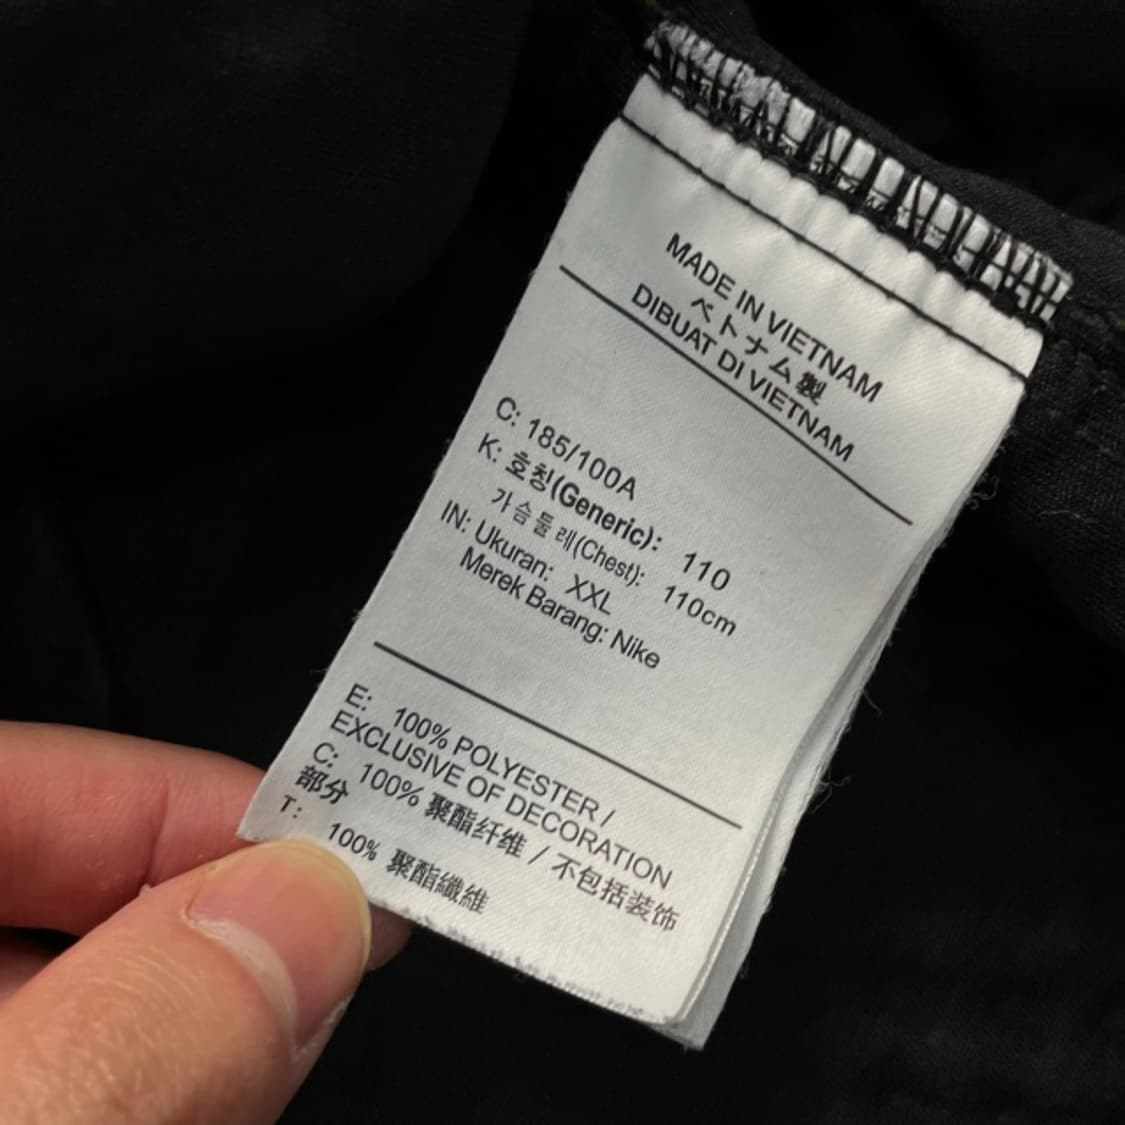 MADE IN VIETNAM
ベトナム製
DIBUAT DI VIETNAM
C: 185/100A
K: 호칭(Generic): 110
가슴둘레(Chest): 110cm
IN: Ukuran: XXL
Merek Barang: Nike
E: 100% POLYESTER /
EXCLUSIVE OF DECORATION
C: 100% 聚酯纤维 / 不包括装饰
部分
T: 100% 聚酯纖維